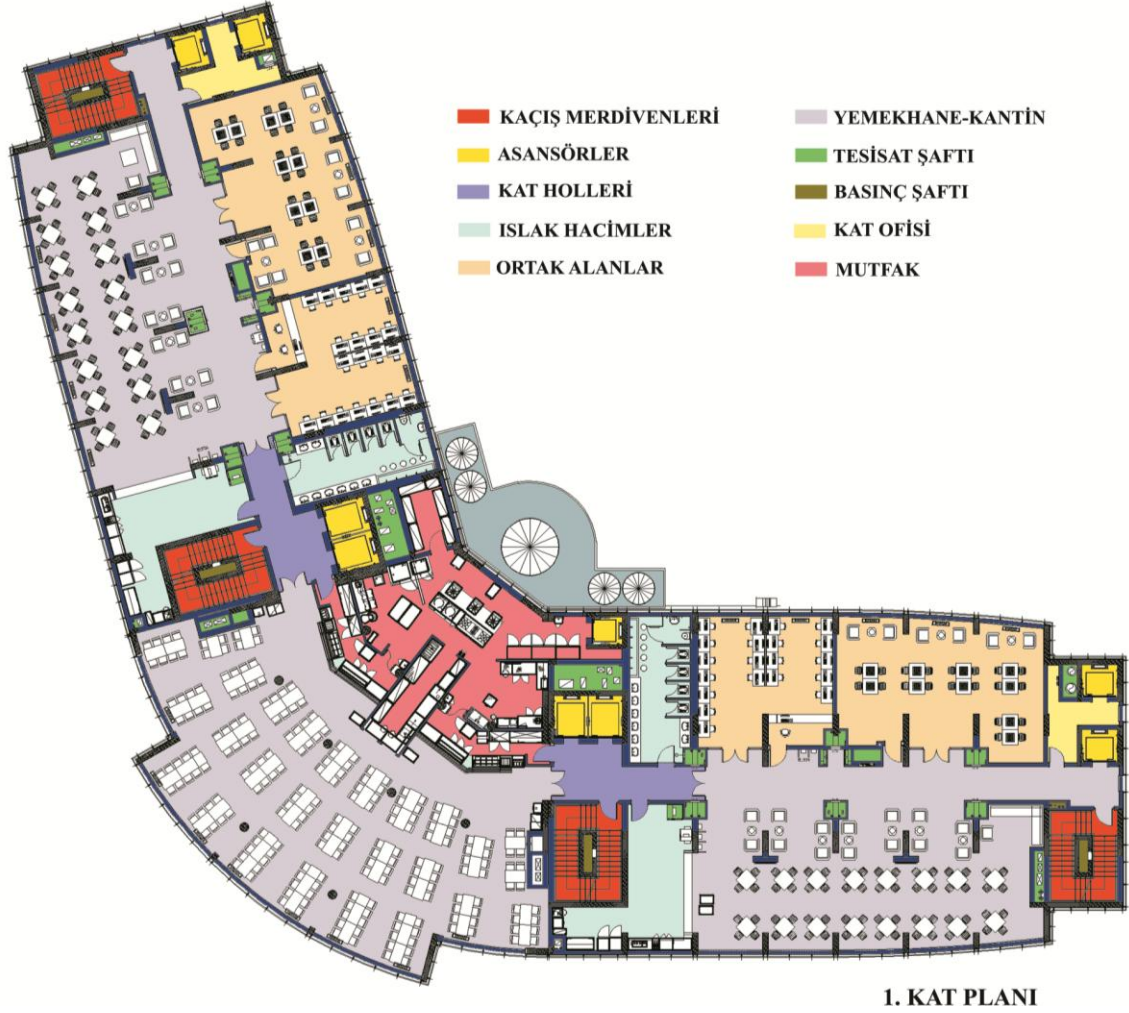 KAÇIŞ MERDİVENLERİ
ASANSÖRLER
KAT HOLLERİ
ISLAK HACİMLER
ORTAK ALANLAR
YEMEKHANE-KANTİN
TESİSAT ŞAFTI
BASINÇ ŞAFTI
KAT OFİSİ
MUTFAK
1. KAT PLANI